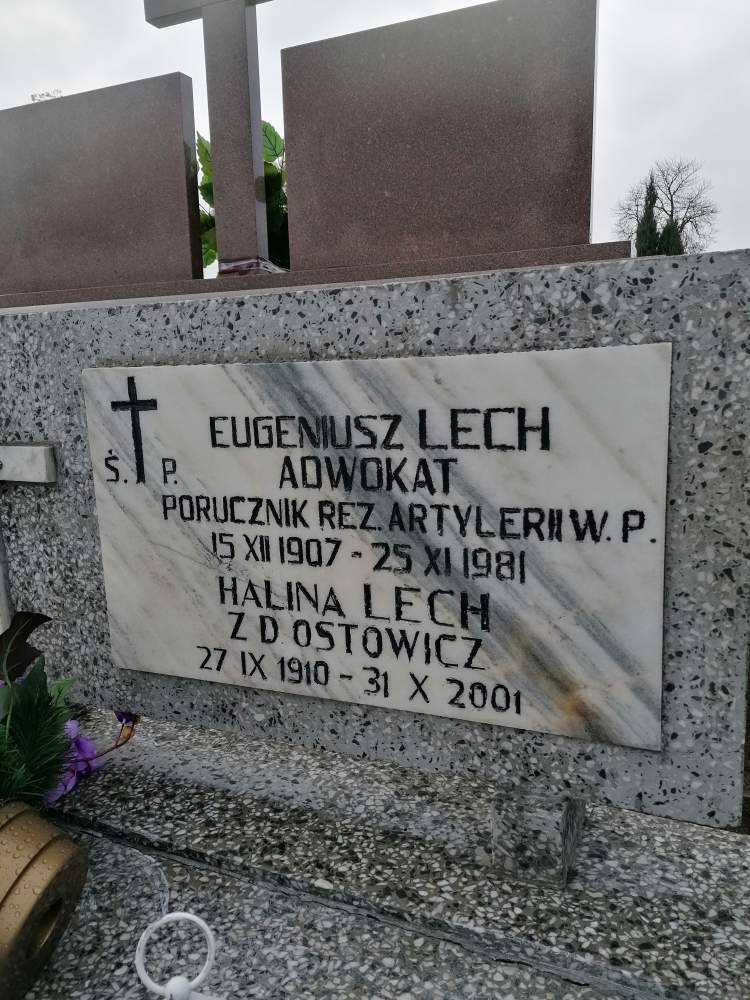 EUGENIUSZ LECH
Ś. P. ADWOKAT
PORUCZNIK REZ. ARTYLERII W. P.
15 XII 1907 - 25 XI 1981
HALINA LECH
Z D OSTOWICZ
27 IX 1910 - 31 X 2001